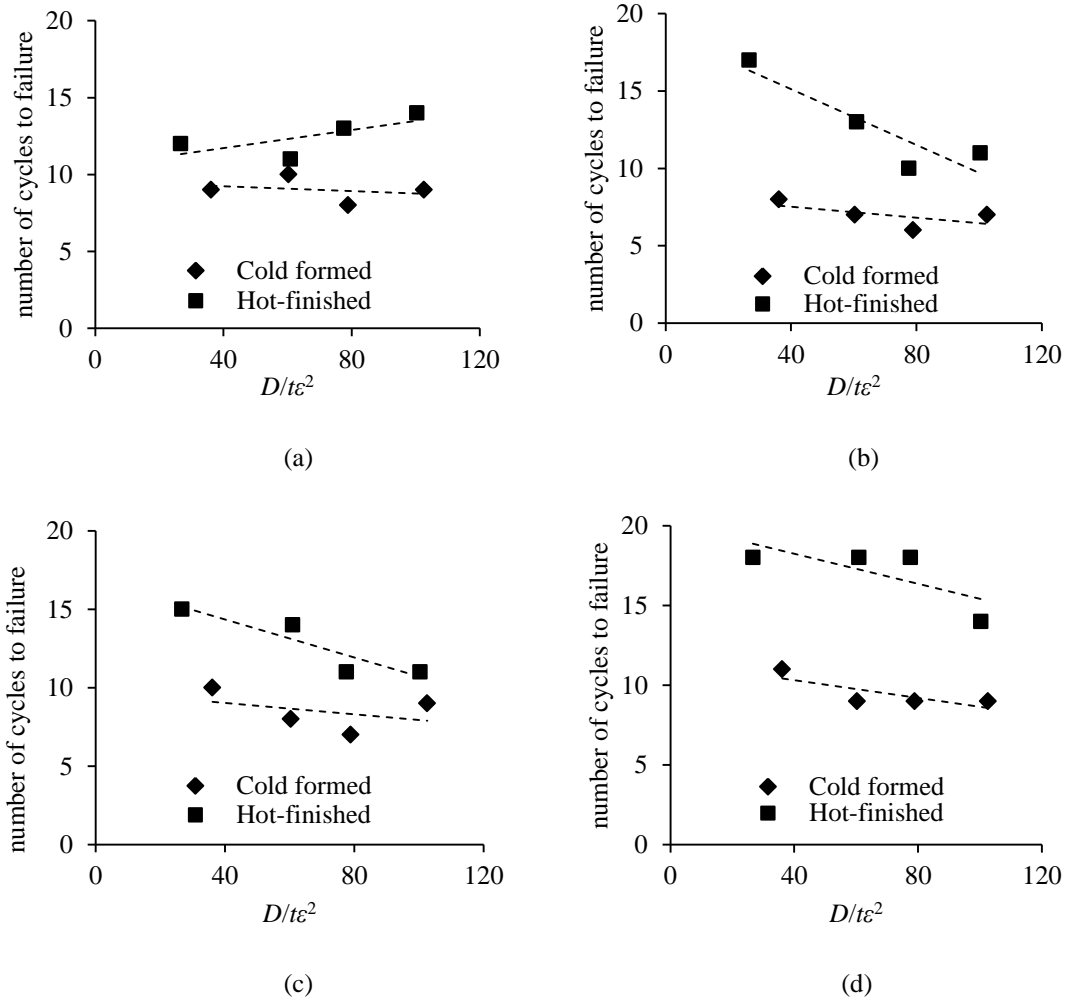 20
15
10
5
0
number of cycles to failure
Cold formed
Hot-finished
0 40 80 120
D/tε²
(a)
20
15
10
5
0
number of cycles to failure
Cold formed
Hot-finished
0 40 80 120
D/tε²
(b)
20
15
10
5
0
number of cycles to failure
Cold formed
Hot-finished
0 40 80 120
D/tε²
(c)
20
15
10
5
0
number of cycles to failure
Cold formed
Hot-finished
0 40 80 120
D/tε²
(d)